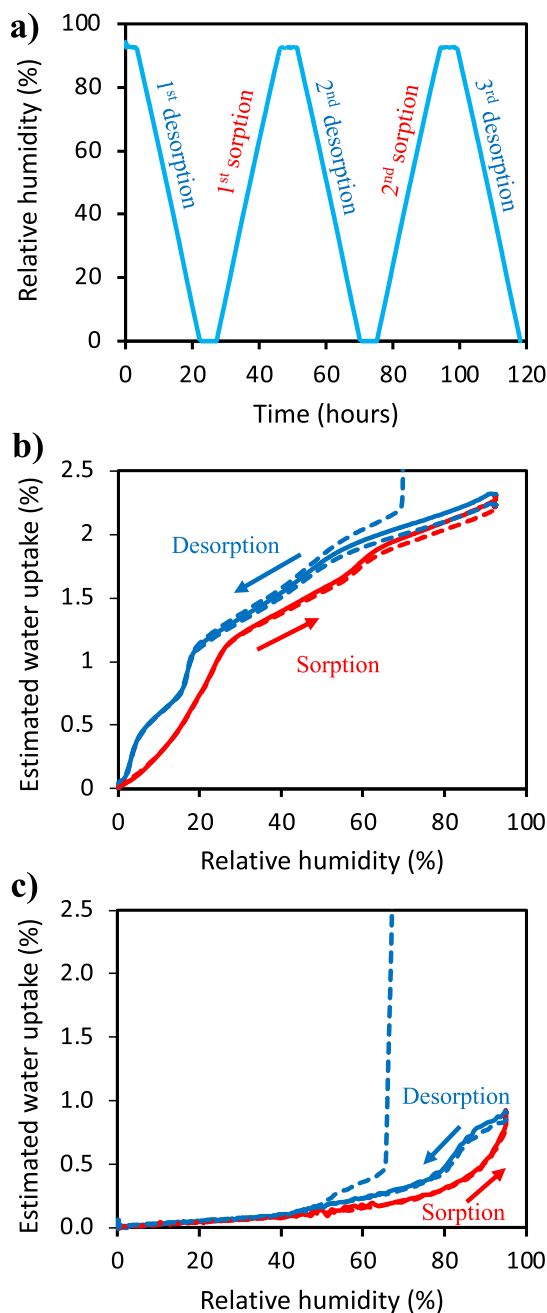 a)
Relative humidity (%)
100
80
60
40
20
0
1st desorption
1st sorption
2nd desorption
2nd sorption
3rd desorption
0 20 40 60 80 100 120
Time (hours)
b)
Estimated water uptake (%)
2.5
2
1.5
1
0.5
0
Desorption
Sorption
0 20 40 60 80 100
Relative humidity (%)
c)
Estimated water uptake (%)
2.5
2.0
1.5
1.0
0.5
0.0
Desorption
Sorption
0 20 40 60 80 100
Relative humidity (%)